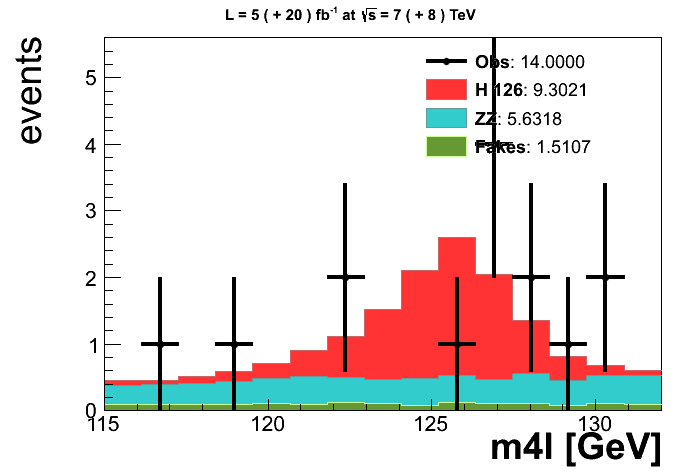 L = 5 ( + 20 ) fb⁻¹ at √s = 7 ( + 8 ) TeV
events
Obs: 14.0000
H 126: 9.3021
ZZ: 5.6318
Fakes: 1.5107
5
4
3
2
1
0
115 120 125 130
m4l [GeV]